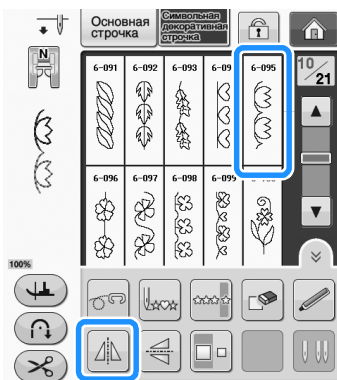 Основная
строчка
Символьная
декоративная
строчка
N
6-091
6-092
6-093
6-09
6-095
10/21
6-096
6-097
6-098
6-099
100%